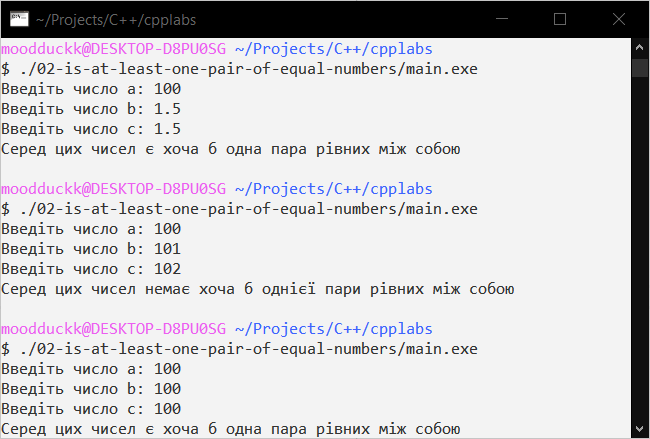 ~/Projects/C++/cpplabs
moodduckk@DESKTOP-D8PU0SG ~/Projects/C++/cpplabs
$ ./02-is-at-least-one-pair-of-equal-numbers/main.exe
Введіть число a: 100
Введіть число b: 1.5
Введіть число c: 1.5
Серед цих чисел є хоча б одна пара рівних між собою
moodduckk@DESKTOP-D8PU0SG ~/Projects/C++/cpplabs
$ ./02-is-at-least-one-pair-of-equal-numbers/main.exe
Введіть число a: 100
Введіть число b: 101
Введіть число c: 102
Серед цих чисел немає хоча б однієї пари рівних між собою
moodduckk@DESKTOP-D8PU0SG ~/Projects/C++/cpplabs
$ ./02-is-at-least-one-pair-of-equal-numbers/main.exe
Введіть число a: 100
Введіть число b: 100
Введіть число c: 100
Серед цих чисел є хоча б одна пара рівних між собою